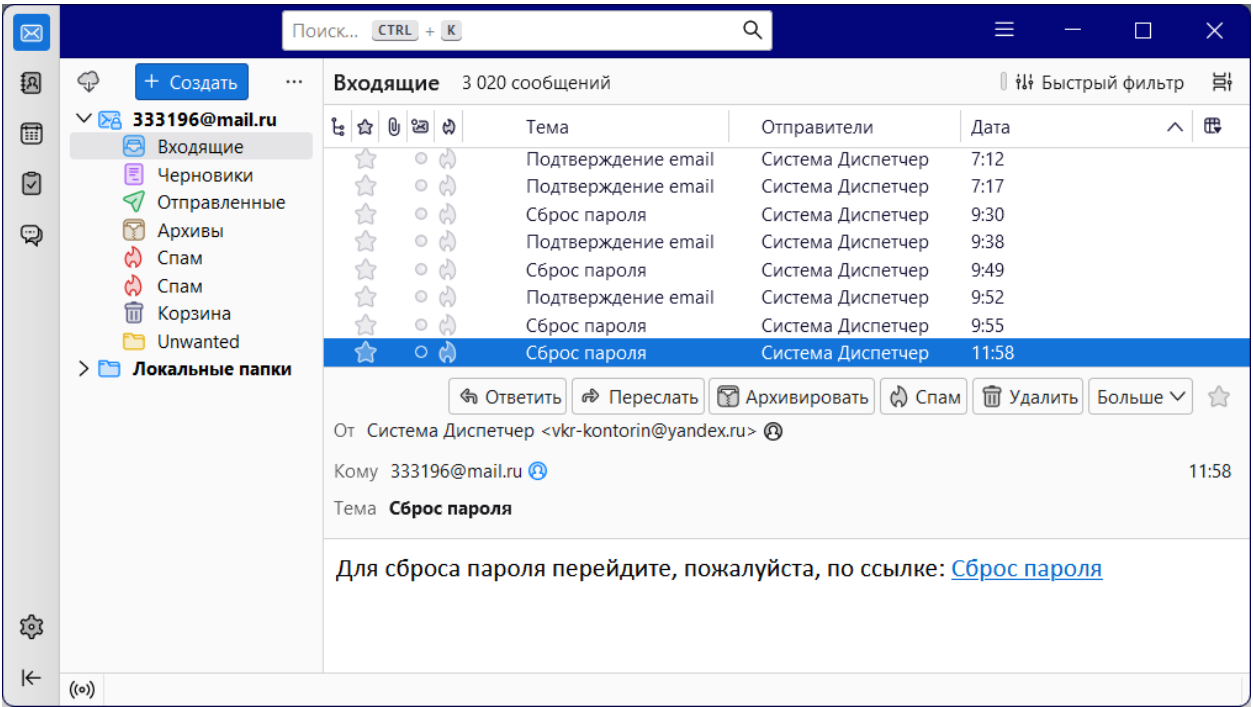 Поиск... CTRL + K
+ Создать ...
333196@mail.ru
Входящие
Черновики
Отправленные
Архивы
Спам
Спам
Корзина
Unwanted
Локальные папки
Входящие 3 020 сообщений Быстрый фильтр
Тема Отправители Дата
Подтверждение email Система Диспетчер 7:12
Подтверждение email Система Диспетчер 7:17
Сброс пароля Система Диспетчер 9:30
Подтверждение email Система Диспетчер 9:38
Сброс пароля Система Диспетчер 9:49
Подтверждение email Система Диспетчер 9:52
Сброс пароля Система Диспетчер 9:55
Сброс пароля Система Диспетчер 11:58
Ответить Переслать Архивировать Спам Удалить Больше
От Система Диспетчер <vkr-kontorin@yandex.ru>
Кому 333196@mail.ru 11:58
Тема Сброс пароля
Для сброса пароля перейдите, пожалуйста, по ссылке: Сброс пароля